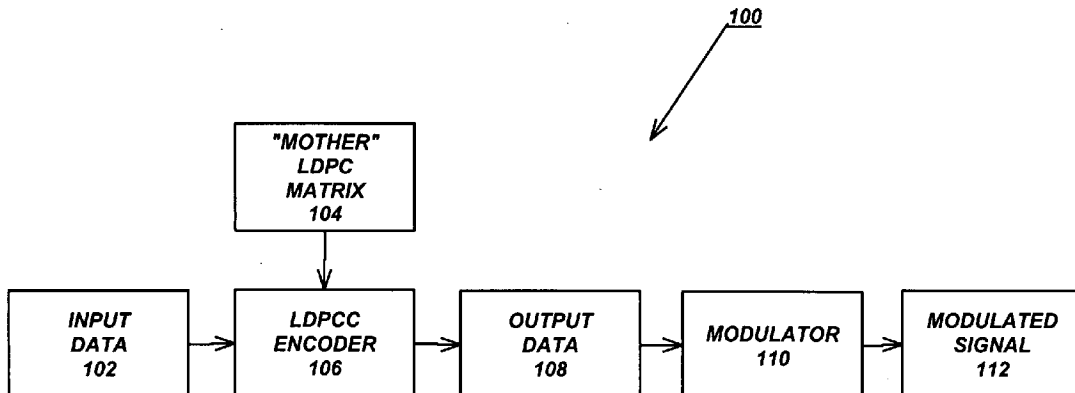 100
"MOTHER"
LDPC
MATRIX
104
INPUT
DATA
102
LDPCC
ENCODER
106
OUTPUT
DATA
108
MODULATOR
110
MODULATED
SIGNAL
112